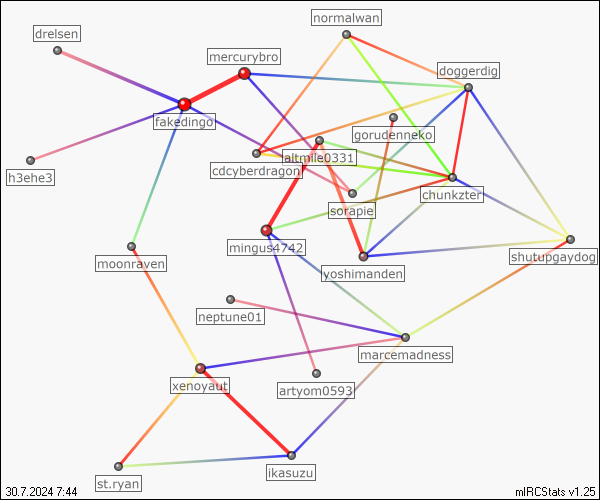 normalwan
drelsen
mercurybro
doggerdig
fakedingo
gorudenneko
altmile0331
cdcyberdragon
h3ehe3
chunkzter
sorapie
mingus4742
shutupgaydog
moonraven
yoshimanden
neptune01
marcemadness
xenoyaut
artyom0593
ikasuzu
st.ryan
30.7.2024 7:44
mIRCStats v1.25